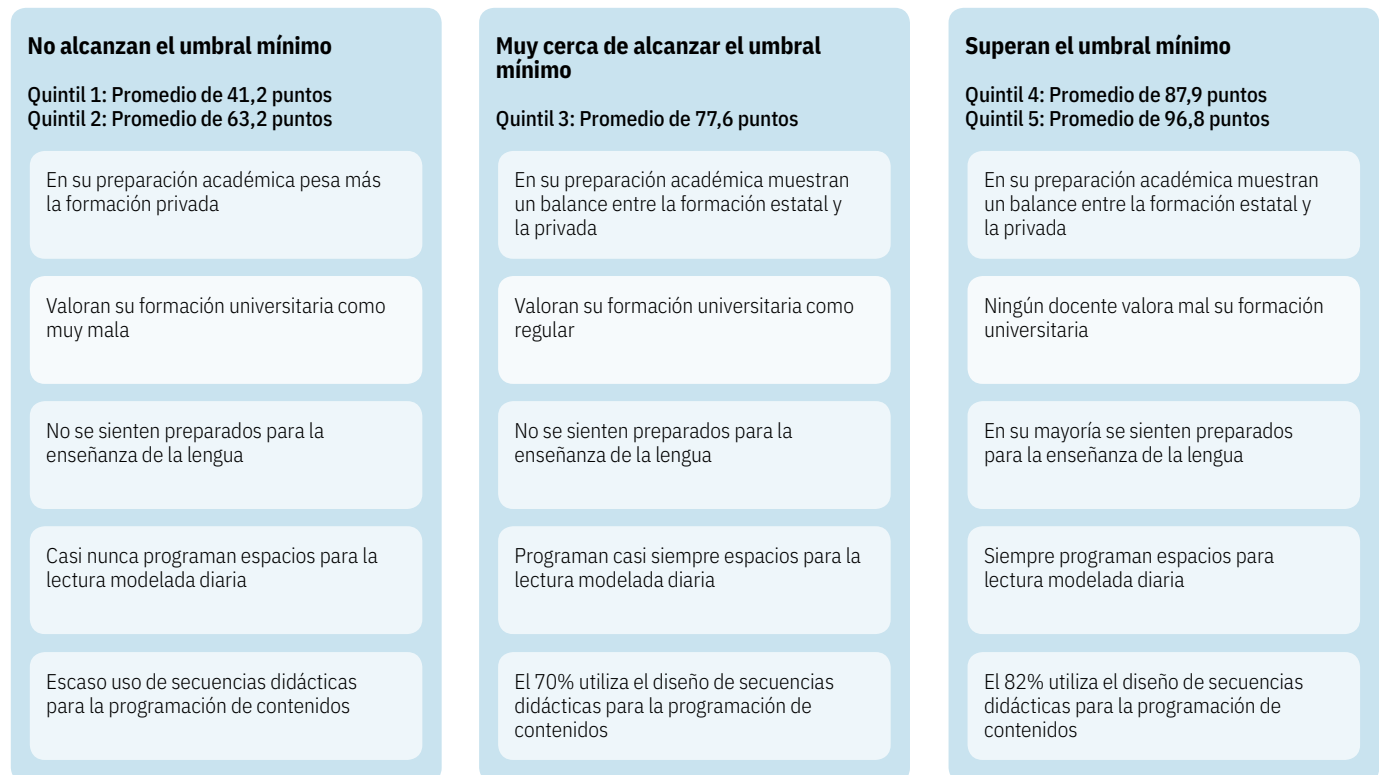 No alcanzan el umbral mínimo
Quintil 1: Promedio de 41,2 puntos
Quintil 2: Promedio de 63,2 puntos
En su preparación académica pesa más
la formación privada
Valoran su formación universitaria como
muy mala
No se sienten preparados para la
enseñanza de la lengua
Casi nunca programan espacios para la
lectura modelada diaria
Escaso uso de secuencias didácticas
para la programación de contenidos
Muy cerca de alcanzar el umbral
mínimo
Quintil 3: Promedio de 77,6 puntos
En su preparación académica muestran
un balance entre la formación estatal y
la privada
Valoran su formación universitaria como
regular
No se sienten preparados para la
enseñanza de la lengua
Programan casi siempre espacios para la
lectura modelada diaria
El 70% utiliza el diseño de secuencias
didácticas para la programación de
contenidos
Superan el umbral mínimo
Quintil 4: Promedio de 87,9 puntos
Quintil 5: Promedio de 96,8 puntos
En su preparación académica muestran
un balance entre la formación estatal y
la privada
Ningún docente valora mal su formación
universitaria
En su mayoría se sienten preparados
para la enseñanza de la lengua
Siempre programan espacios para
lectura modelada diaria
El 82% utiliza el diseño de secuencias
didácticas para la programación de
contenidos